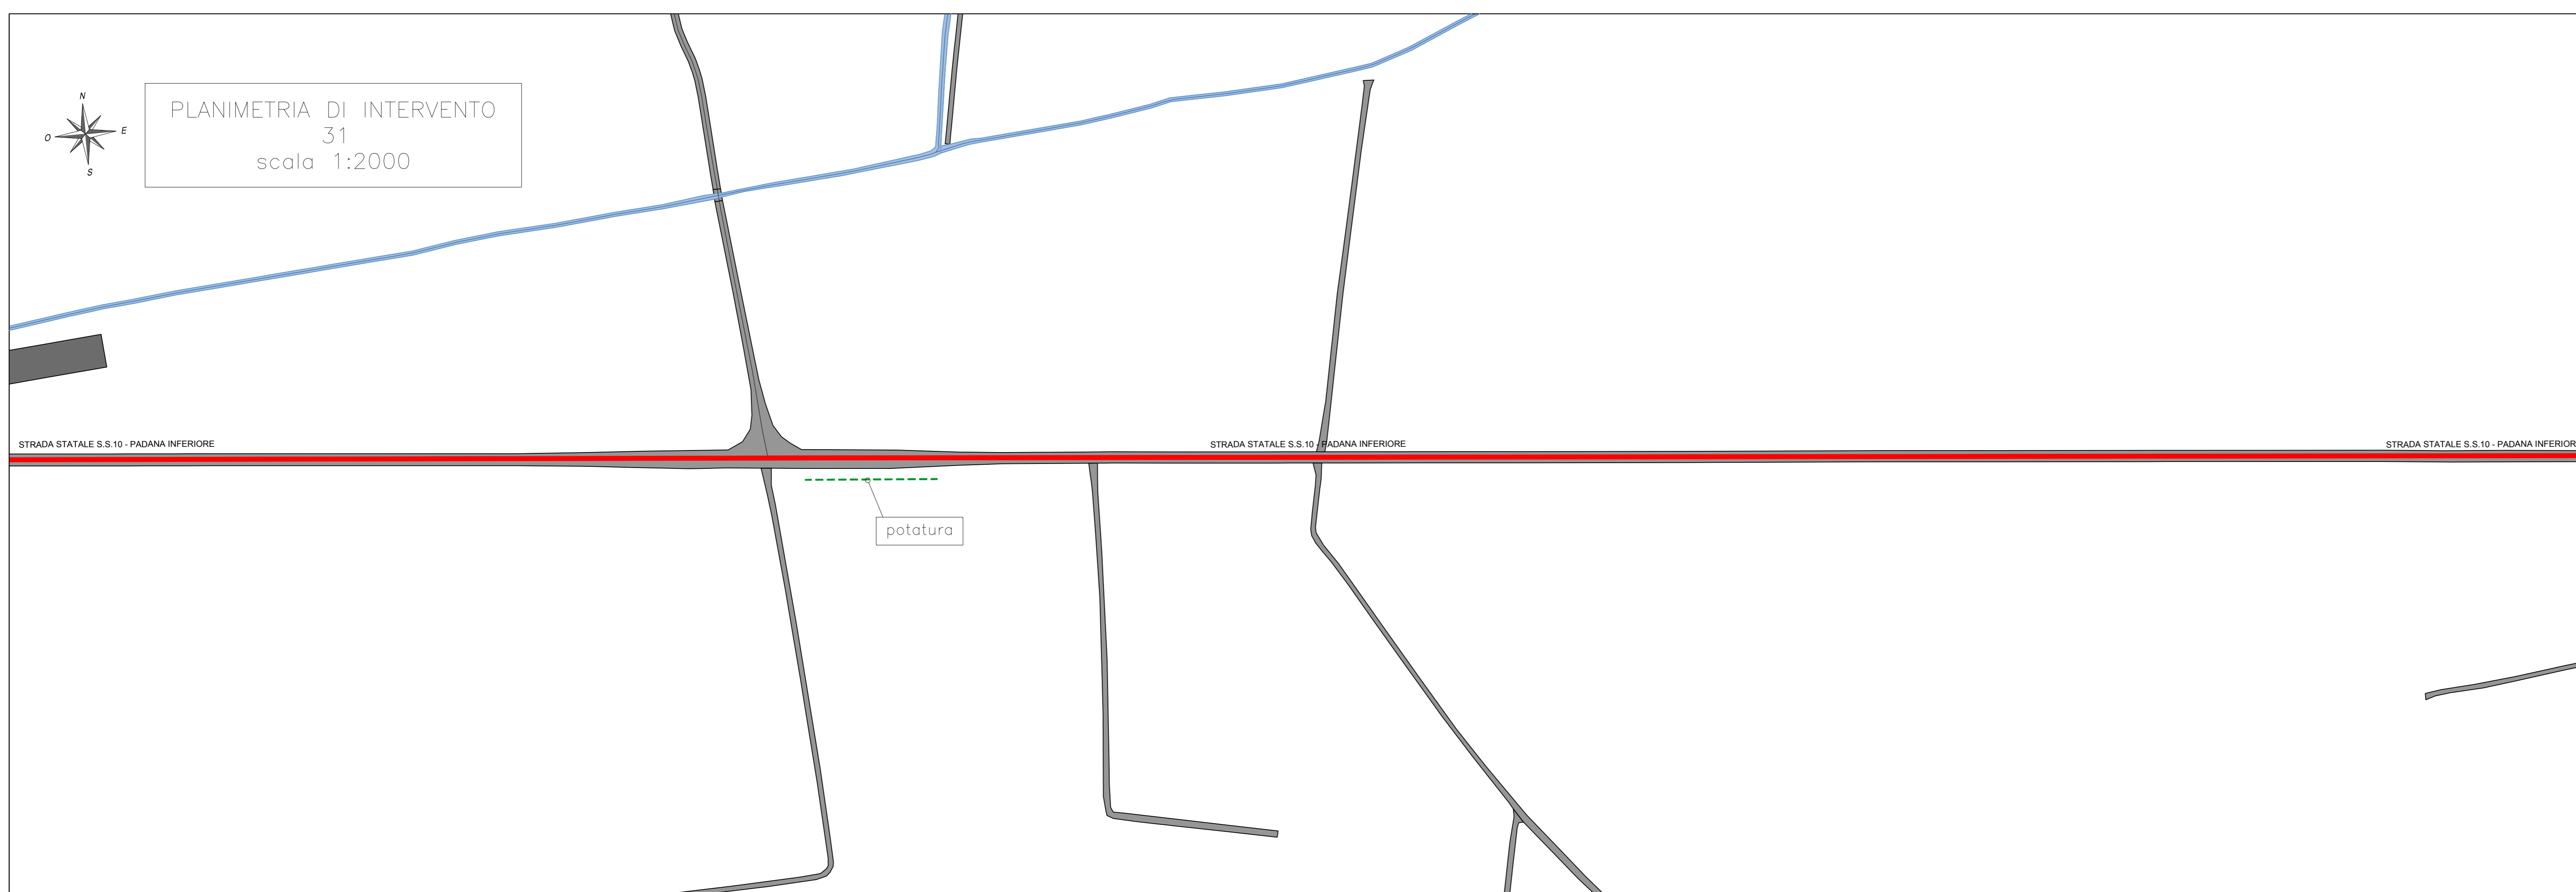 N
O
E
S
PLANIMETRIA DI INTERVENTO
31
scala 1:2000
STRADA STATALE S.S.10 - PADANA INFERIORE
STRADA STATALE S.S.10 - PADANA INFERIORE
STRADA STATALE S.S.10 - PADANA INFERIOR
potatura